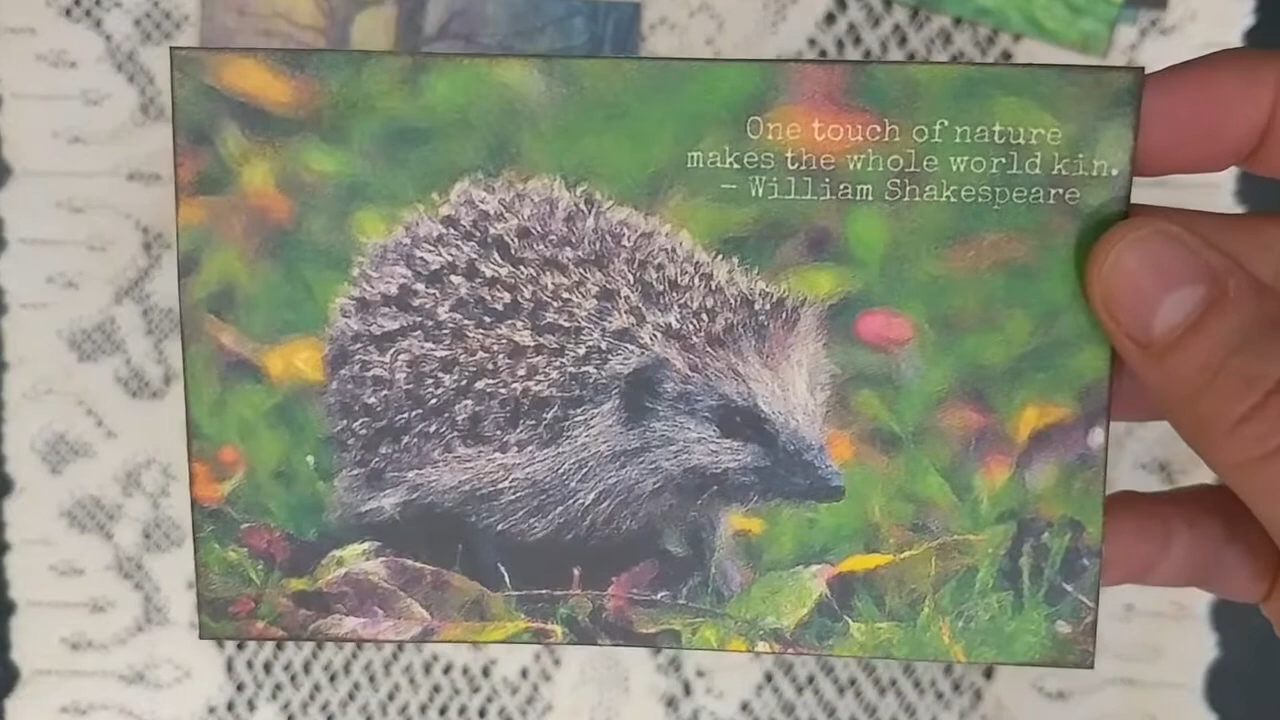 One touch of nature
makes the whole world kin.
- William Shakespeare